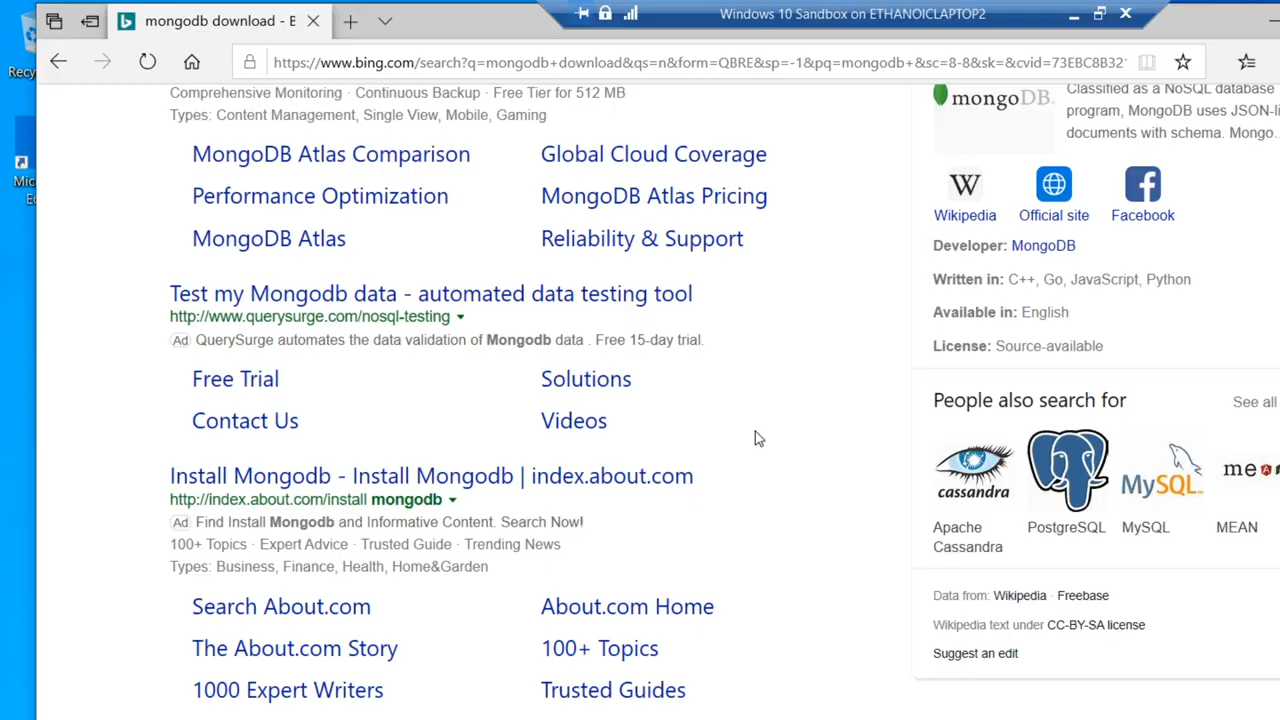 mongodb download - E
Windows 10 Sandbox on ETHANOICLAPTOP2
Recy
https://www.bing.com/search?q=mongodb+download&qs=n&form=QBRE&sp=-1&pq=mongodb+&sc=8-8&sk=&cvid=73EBC8B32
Comprehensive Monitoring · Continuous Backup · Free Tier for 512 MB
Types: Content Management, Single View, Mobile, Gaming
MongoDB Atlas Comparison
Global Cloud Coverage
Performance Optimization
MongoDB Atlas Pricing
MongoDB Atlas
Reliability & Support
Test my Mongodb data - automated data testing tool
http://www.querysurge.com/nosql-testing
Ad QuerySurge automates the data validation of Mongodb data . Free 15-day trial.
Free Trial
Solutions
Contact Us
Videos
Install Mongodb - Install Mongodb | index.about.com
http://index.about.com/install mongodb
Ad Find Install Mongodb and Informative Content. Search Now!
100+ Topics · Expert Advice · Trusted Guide · Trending News
Types: Business, Finance, Health, Home&Garden
Search About.com
About.com Home
The About.com Story
100+ Topics
1000 Expert Writers
Trusted Guides
mongoDB.
Classified as a NoSQL database
program, MongoDB uses JSON-li
documents with schema. Mongo...
W
Wikipedia
Official site
Facebook
Developer: MongoDB
Written in: C++, Go, JavaScript, Python
Available in: English
License: Source-available
People also search for
See all
cassandra
MySQL
me
Apache
Cassandra
PostgreSQL
MySQL
MEAN
Data from: Wikipedia · Freebase
Wikipedia text under CC-BY-SA license
Suggest an edit
Mic
Ed